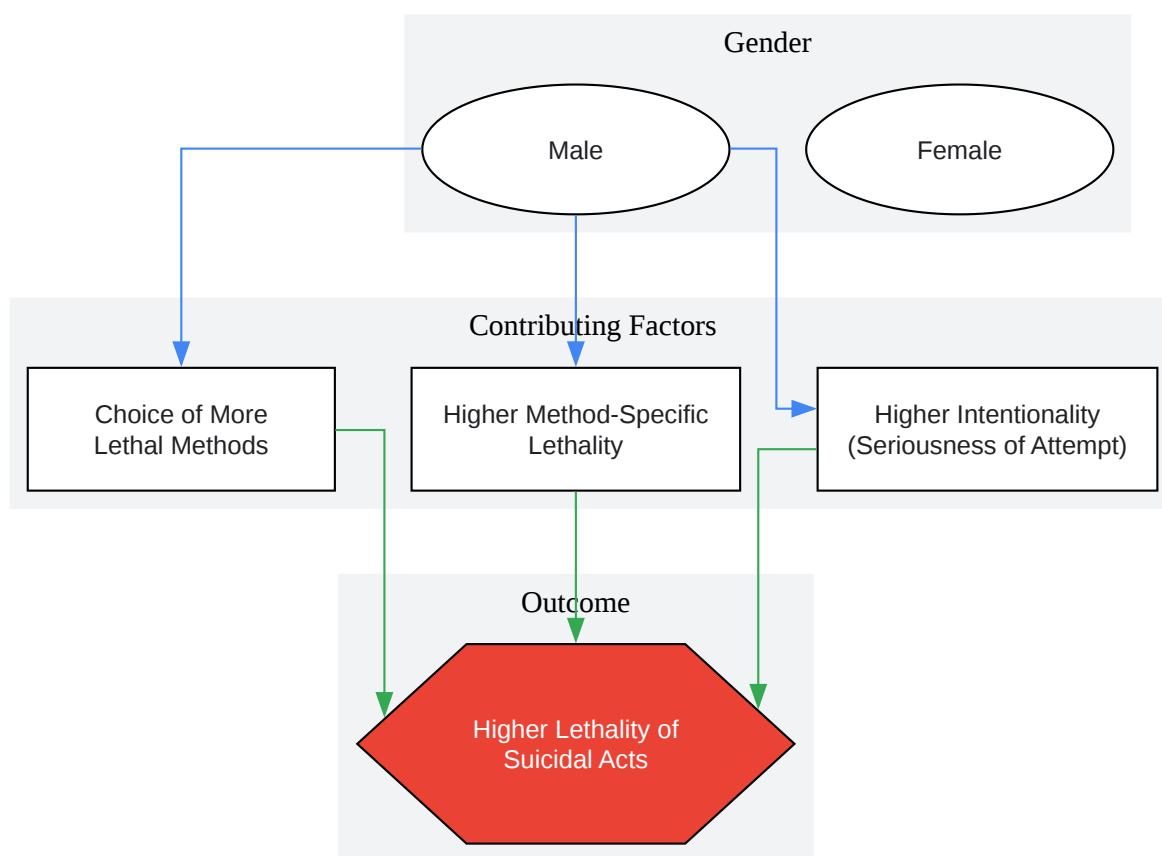 Gender
Male
Female
Contributing Factors
Choice of More
Lethal Methods
Higher Method-Specific
Lethality
Higher Intentionality
(Seriousness of Attempt)
Outcome
Higher Lethality of
Suicidal Acts